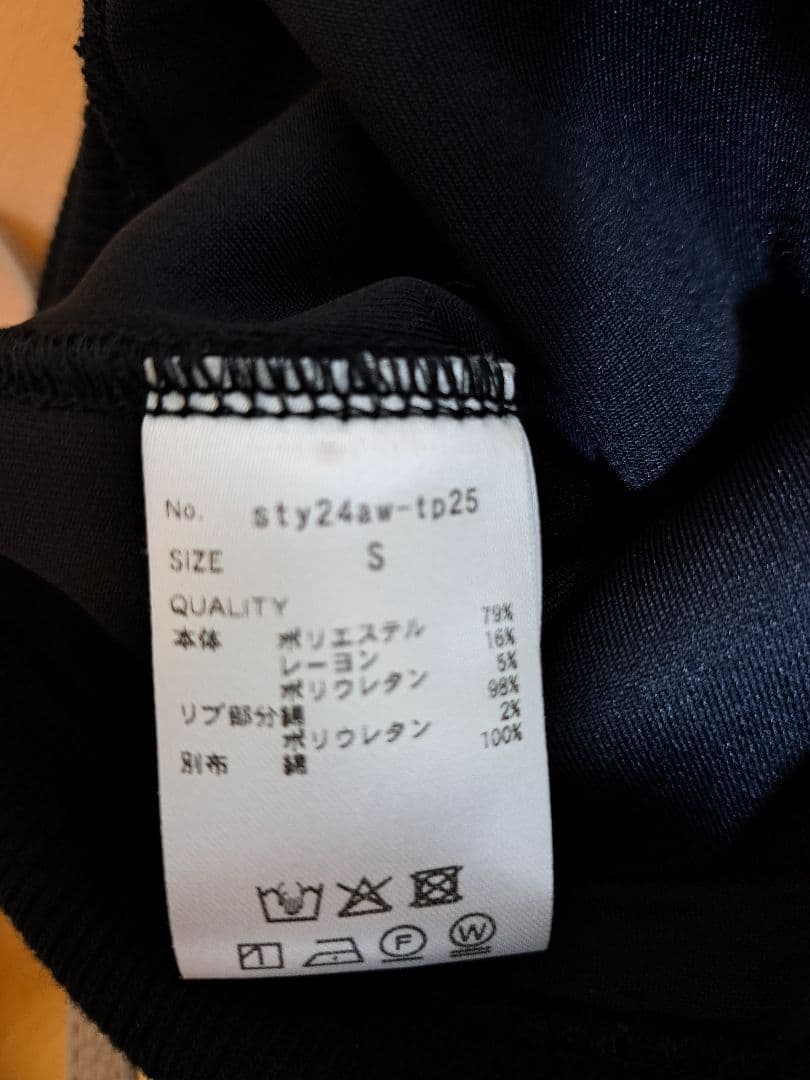 No. sty24aw-tp25
SIZE S
QUALITY
本体 ポリエステル 79%
レーヨン 16%
ポリウレタン 5%
リブ部分 綿 98%
ポリウレタン 2%
別布 綿 100%
F W